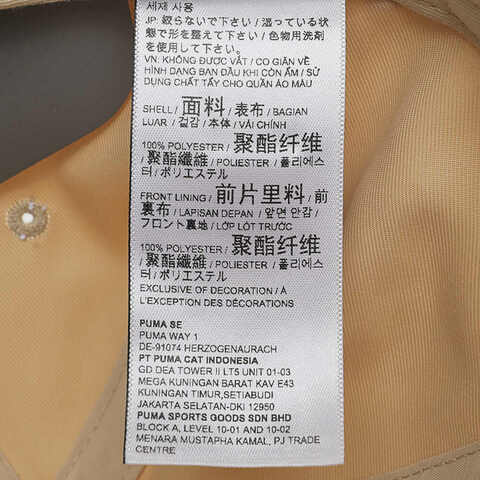 세제 사용
JP: 絞らないで下さい / 湿っている状
態で形を整えて下さい / 色物用洗剤
を使用して下さい。
VN: KHÔNG ĐƯỢC VẮT / CO GIÃN VỀ
HÌNH DẠNG BAN ĐẦU KHI CÒN ẨM / SỬ
DỤNG CHẤT TẨY CHO QUẦN ÁO MÀU
SHELL / 面料 / 表布 / BAGIAN
LUAR / 겉감 / 本体 / VẢI CHÍNH
100% POLYESTER / 聚酯纤维
/ 聚酯纖維 / POLIESTER / 폴리에스
터 / ポリエステル
FRONT LINING / 前片里料 / 前
裏布 / LAPISAN DEPAN / 앞면 안감 /
フロント裏地 / LỚP LÓT TRƯỚC
100% POLYESTER / 聚酯纤维
/ 聚酯纖維 / POLIESTER / 폴리에스
터 / ポリエステル
EXCLUSIVE OF DECORATION / À
L'EXCEPTION DES DÉCORATIONS
PUMA SE
PUMA WAY 1
DE-91074 HERZOGENAURACH
PT PUMA CAT INDONESIA
GD DEA TOWER II LT5 UNIT 01-03
MEGA KUNINGAN BARAT KAV E43
KUNINGAN TIMUR,SETIABUDI
JAKARTA SELATAN-DKI 12950
PUMA SPORTS GOODS SDN BHD
BLOCK A, LEVEL 10-01 AND 10-02
MENARA MUSTAPHA KAMAL, PJ TRADE
CENTRE